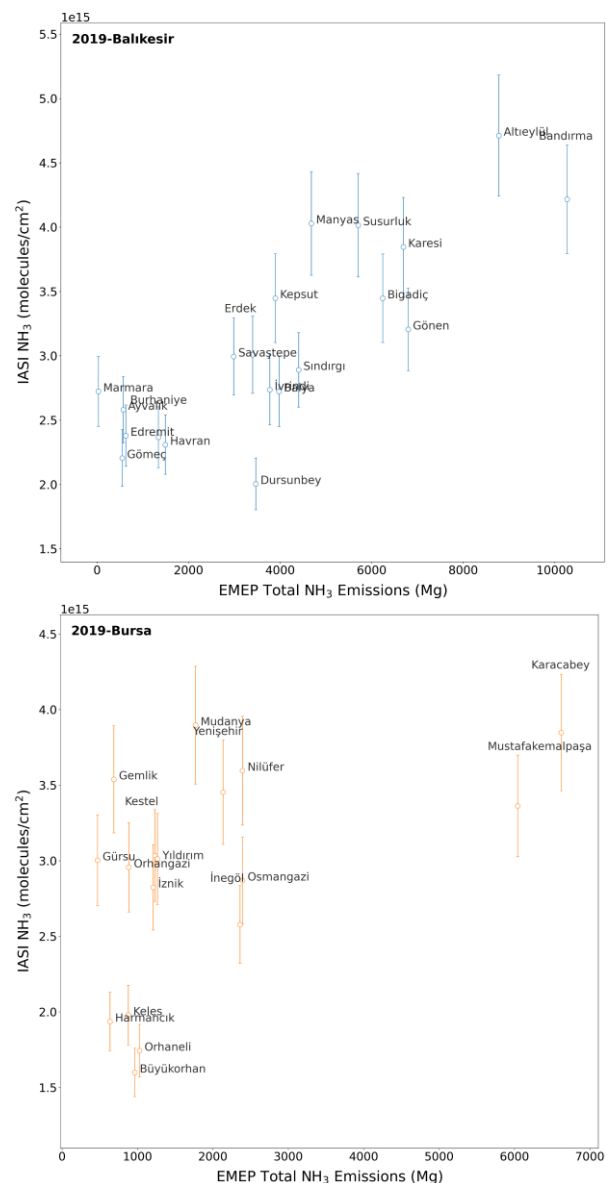 1e15
2019-Balıkesir
5.5
5.0
4.5
4.0
3.5
3.0
2.5
2.0
1.5
IASI NH₃ (molecules/cm²)
Altıeylül
Bandırma
Manyas
Susurluk
Karesi
Kepsut
Bigadiç
Erdek
Gönen
Savaştepe
Sındırgı
Marmara
İvrindi
Balya
Burhaniye
Ayvalık
Edremit
Havran
Gömeç
Dursunbey
0 2000 4000 6000 8000 10000
EMEP Total NH₃ Emissions (Mg)
1e15
2019-Bursa
4.5
4.0
3.5
3.0
2.5
2.0
1.5
IASI NH₃ (molecules/cm²)
Karacabey
Mudanya
Yenişehir
Mustafakemalpaşa
Nilüfer
Gemlik
Kestel
Gürsu
Yıldırım
Orhangazi
İznik
İnegöl
Osmangazi
Keles
Harmancık
Orhaneli
Büyükorhan
0 1000 2000 3000 4000 5000 6000 7000
EMEP Total NH₃ Emissions (Mg)